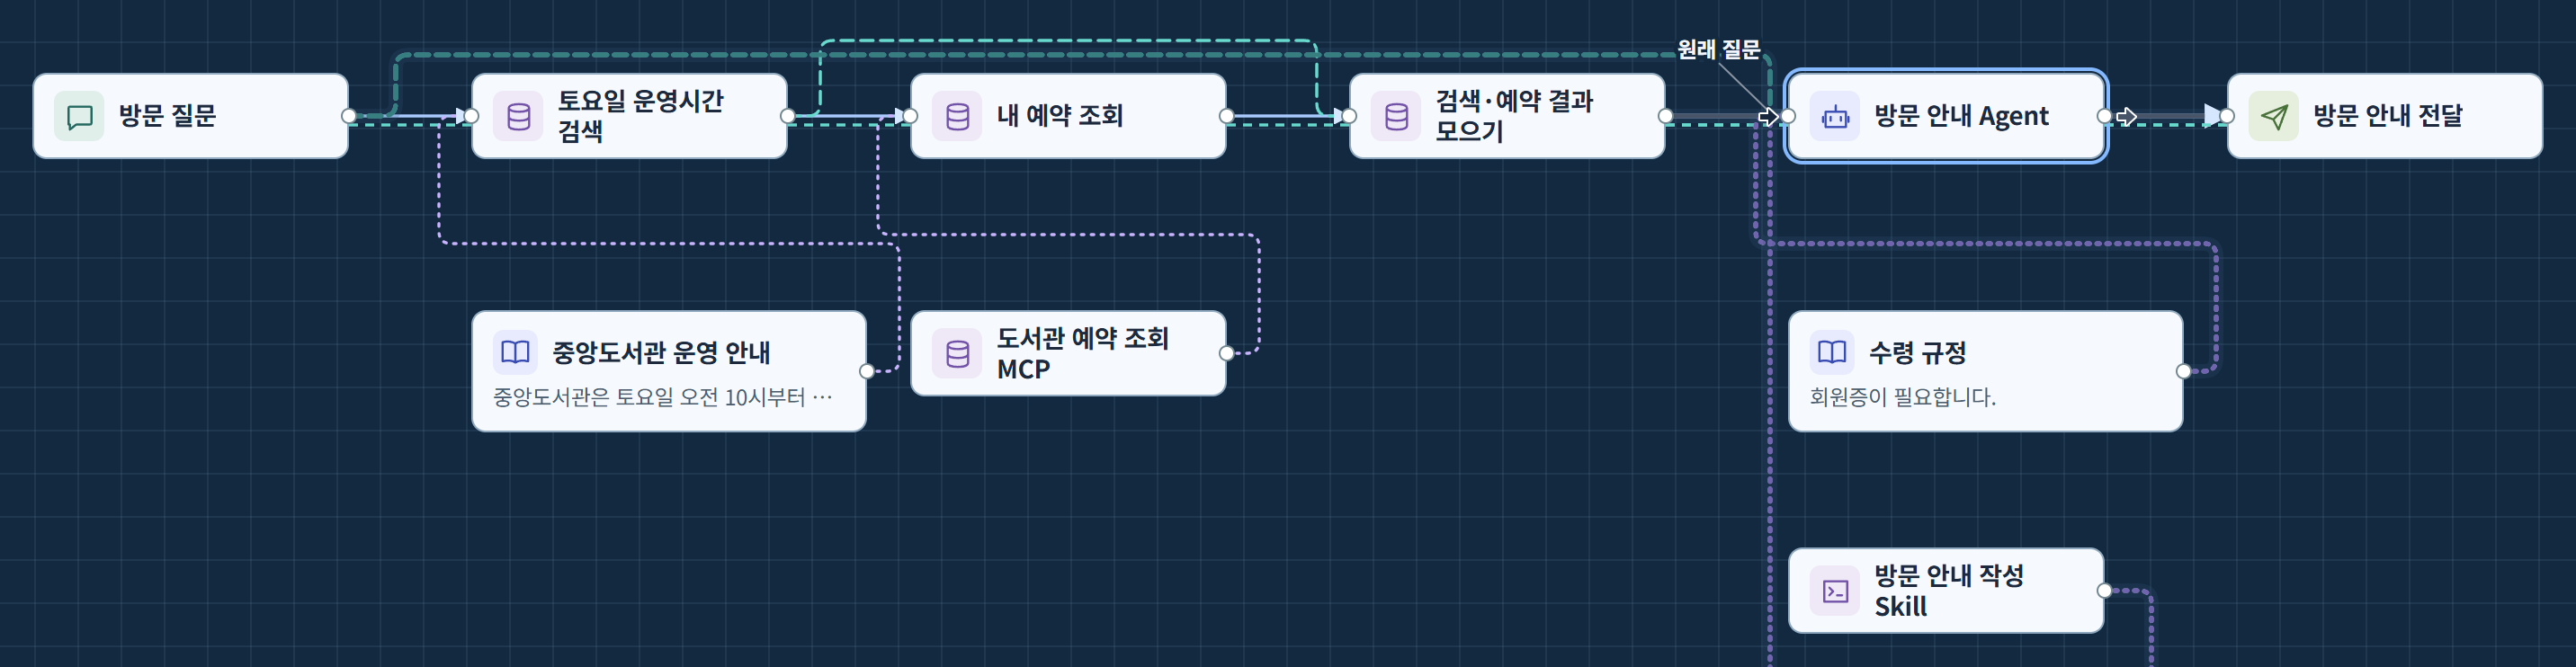 원래 질문
방문 질문
토요일 운영시간
검색
내 예약 조회
검색·예약 결과
모으기
방문 안내 Agent
방문 안내 전달
중앙도서관 운영 안내
중앙도서관은 토요일 오전 10시부터 …
도서관 예약 조회
MCP
수령 규정
회원증이 필요합니다.
방문 안내 작성
Skill